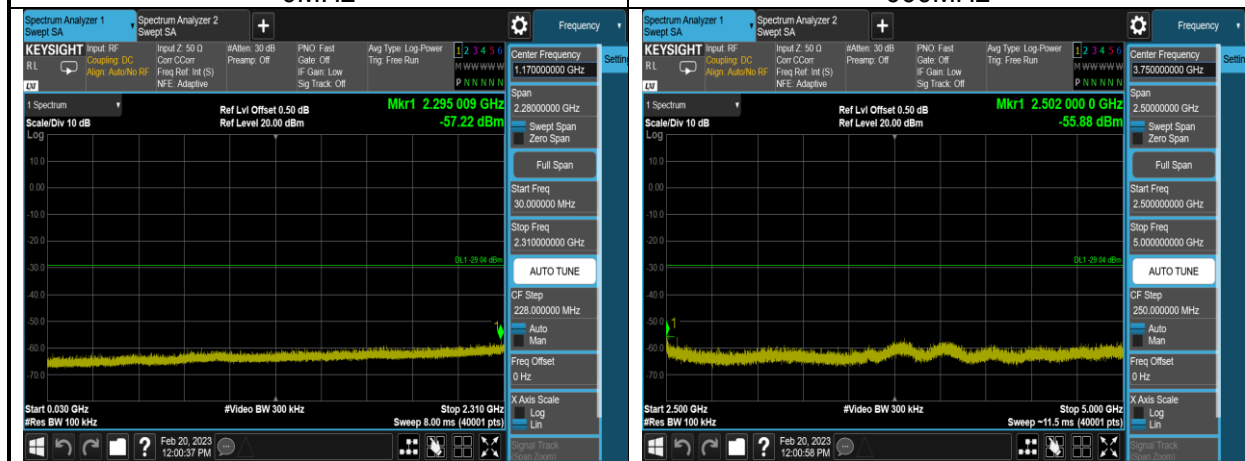 Spectrum Analyzer 1
Swept SA
Spectrum Analyzer 2
Swept SA
+
Frequency
KEYSIGHT
RL
LXI
Input: RF
Coupling: DC
Align: Auto/No RF
Input Z: 50 Ω
Corr CCorr
Freq Ref: Int (S)
NFE: Adaptive
#Atten: 30 dB
Preamp: Off
PNO: Fast
Gate: Off
IF Gain: Low
Sig Track: Off
Avg Type: Log-Power
Trig: Free Run
1 2 3 4 5 6
M W W W W W
P N N N N N
Center Frequency
1.170000000 GHz
Settin
1 Spectrum
Scale/Div 10 dB
Log
Ref Lvl Offset 0.50 dB
Ref Level 20.00 dBm
Mkr1 2.295 009 GHz
-57.22 dBm
Span
2.28000000 GHz
Swept Span
Zero Span
Full Span
Start Freq
30.000000 MHz
Stop Freq
2.310000000 GHz
AUTO TUNE
CF Step
228.000000 MHz
Auto
Man
Freq Offset
0 Hz
X Axis Scale
Log
Lin
Signal Track
(Span Zoom)
10.0
0.00
-10.0
-20.0
-30.0
-40.0
-50.0
-60.0
-70.0
DL1 -29.04 dBm
1
Start 0.030 GHz
#Res BW 100 kHz
#Video BW 300 kHz
Stop 2.310 GHz
Sweep 8.00 ms (40001 pts)
?
Feb 20, 2023
12:00:37 PM
Spectrum Analyzer 1
Swept SA
Spectrum Analyzer 2
Swept SA
+
Frequency
KEYSIGHT
RL
LXI
Input: RF
Coupling: DC
Align: Auto/No RF
Input Z: 50 Ω
Corr CCorr
Freq Ref: Int (S)
NFE: Adaptive
#Atten: 30 dB
Preamp: Off
PNO: Fast
Gate: Off
IF Gain: Low
Sig Track: Off
Avg Type: Log-Power
Trig: Free Run
1 2 3 4 5 6
M W W W W W
P N N N N N
Center Frequency
3.750000000 GHz
Settin
1 Spectrum
Scale/Div 10 dB
Log
Ref Lvl Offset 0.50 dB
Ref Level 20.00 dBm
Mkr1 2.502 000 0 GHz
-55.88 dBm
Span
2.50000000 GHz
Swept Span
Zero Span
Full Span
Start Freq
2.500000000 GHz
Stop Freq
5.000000000 GHz
AUTO TUNE
CF Step
250.000000 MHz
Auto
Man
Freq Offset
0 Hz
X Axis Scale
Log
Lin
Signal Track
(Span Zoom)
10.0
0.00
-10.0
-20.0
-30.0
-40.0
-50.0
-60.0
-70.0
DL1 -29.04 dBm
1
Start 2.500 GHz
#Res BW 100 kHz
#Video BW 300 kHz
Stop 5.000 GHz
Sweep ~11.5 ms (40001 pts)
?
Feb 20, 2023
12:00:58 PM